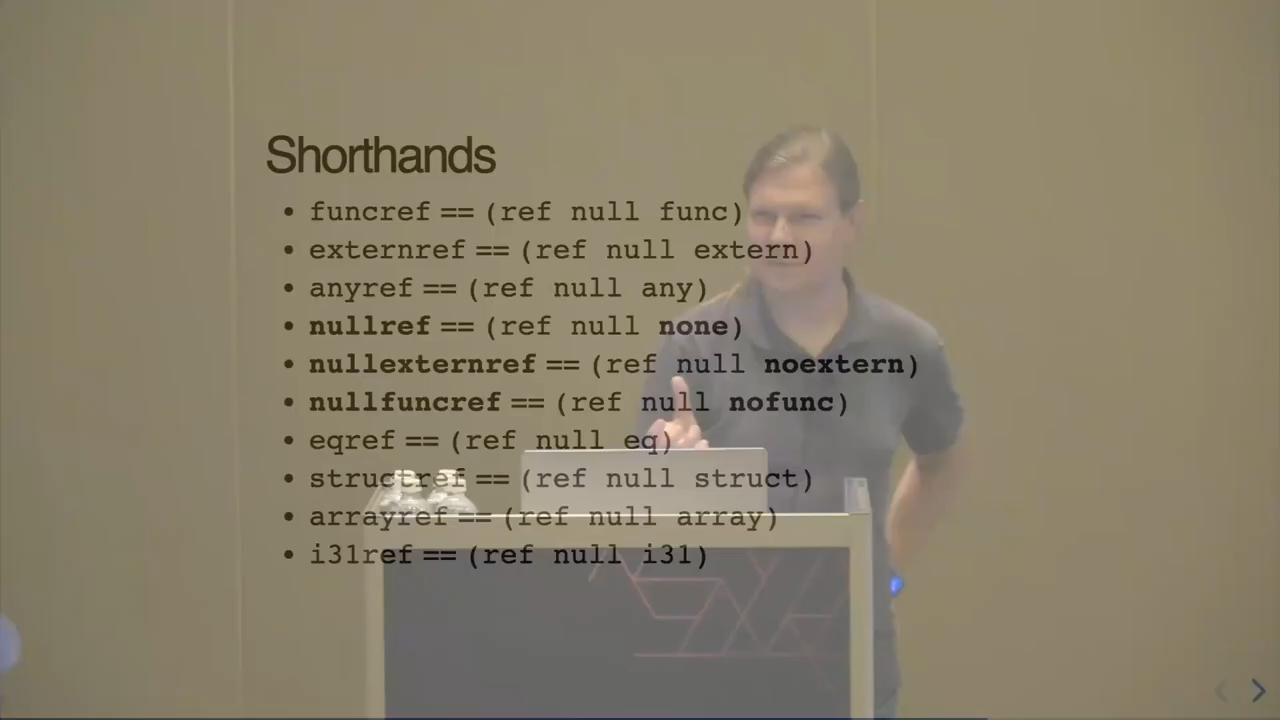 Shorthands
• funcref == (ref null func)
• externref == (ref null extern)
• anyref == (ref null any)
• nullref == (ref null none)
• nullexternref == (ref null noextern)
• nullfuncref == (ref null nofunc)
• eqref == (ref null eq)
• structref == (ref null struct)
• arrayref == (ref null array)
• i31ref == (ref null i31)